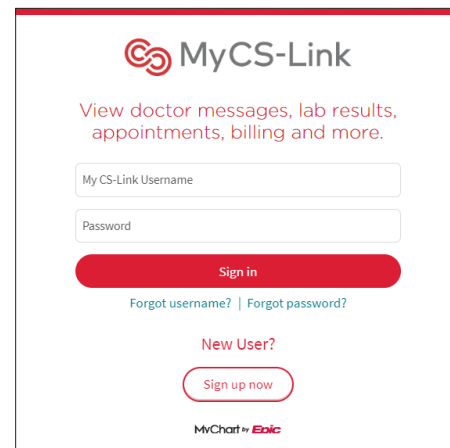 MyCS-Link
View doctor messages, lab results,
appointments, billing and more.
My CS-Link Username
Password
Sign in
Forgot username? | Forgot password?
New User?
Sign up now
MyChart by Epic